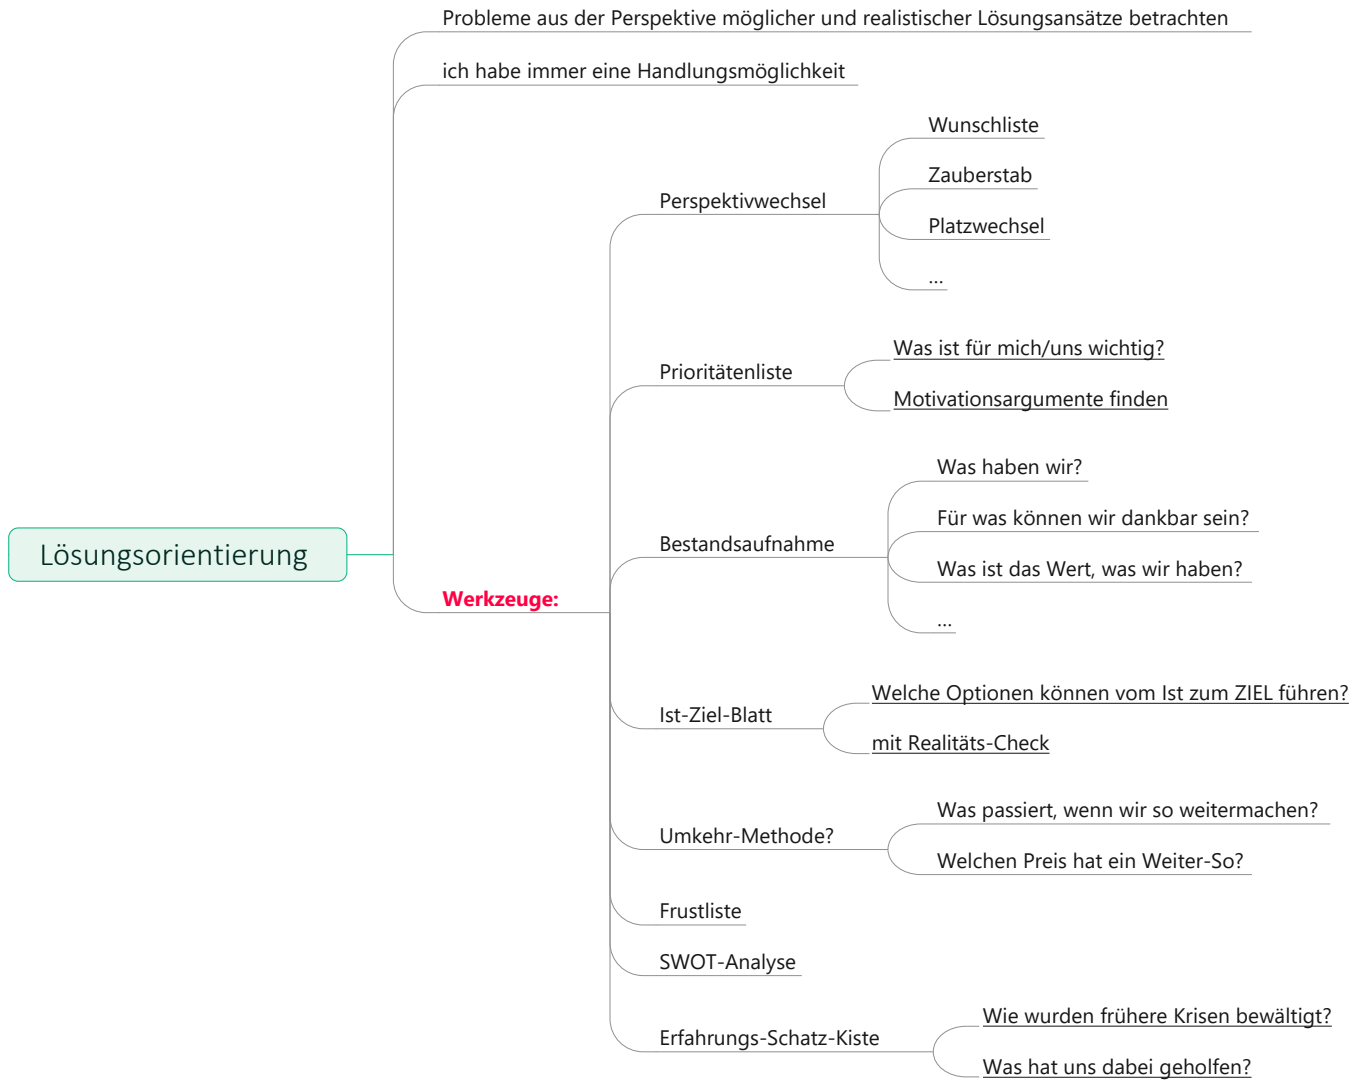 Probleme aus der Perspektive möglicher und realistischer Lösungsansätze betrachten
ich habe immer eine Handlungsmöglichkeit
Wunschliste
Zauberstab
Perspektivwechsel
Platzwechsel
...
Was ist für mich/uns wichtig?
Prioritätenliste
Motivationsargumente finden
Was haben wir?
Für was können wir dankbar sein?
Bestandsaufnahme
Lösungsorientierung
Was ist das Wert, was wir haben?
Werkzeuge:
...
Welche Optionen können vom Ist zum ZIEL führen?
Ist-Ziel-Blatt
mit Realitäts-Check
Was passiert, wenn wir so weitermachen?
Umkehr-Methode?
Welchen Preis hat ein Weiter-So?
Frustliste
SWOT-Analyse
Wie wurden frühere Krisen bewältigt?
Erfahrungs-Schatz-Kiste
Was hat uns dabei geholfen?